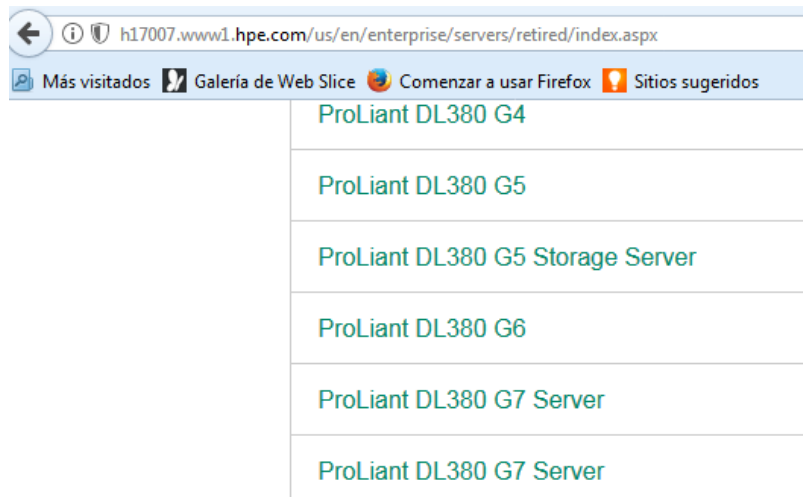 h17007.www1.hpe.com/us/en/enterprise/servers/retired/index.aspx
Más visitados Galería de Web Slice Comenzar a usar Firefox Sitios sugeridos
ProLiant DL380 G4
ProLiant DL380 G5
ProLiant DL380 G5 Storage Server
ProLiant DL380 G6
ProLiant DL380 G7 Server
ProLiant DL380 G7 Server